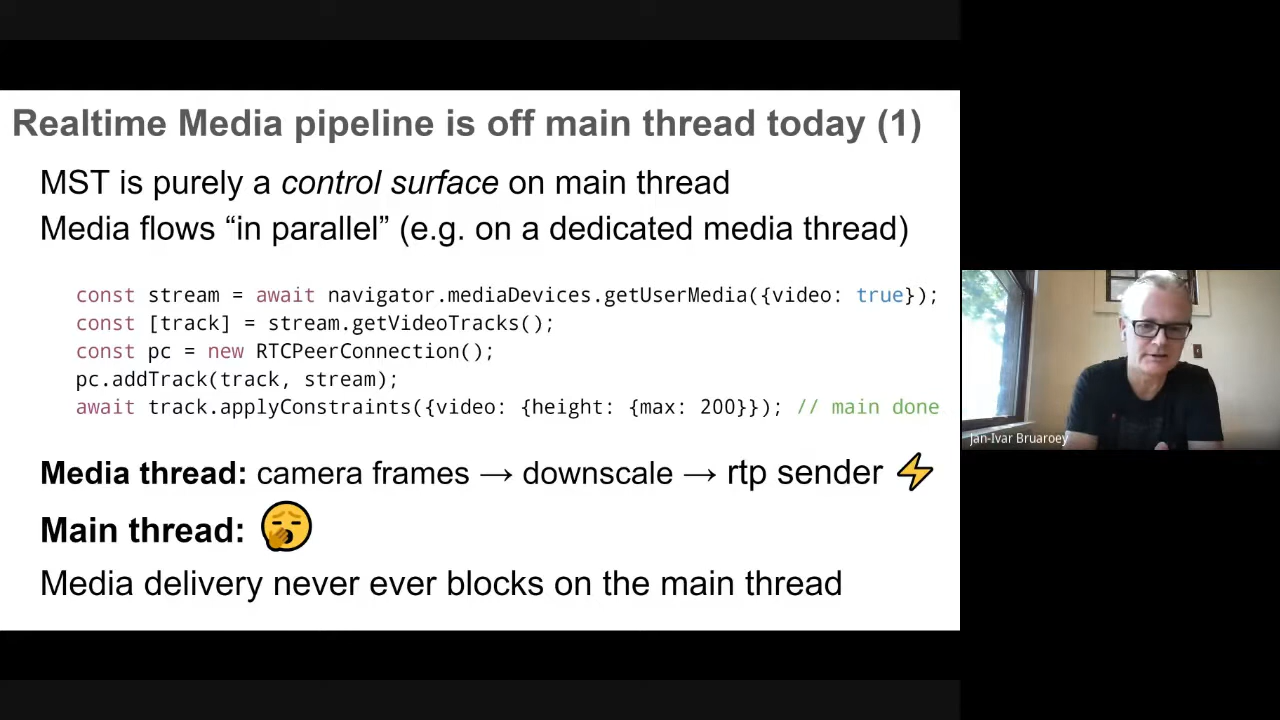 Realtime Media pipeline is off main thread today (1)
MST is purely a control surface on main thread
Media flows “in parallel” (e.g. on a dedicated media thread)
const stream = await navigator.mediaDevices.getUserMedia({video: true});
const [track] = stream.getVideoTracks();
const pc = new RTCPeerConnection();
pc.addTrack(track, stream);
await track.applyConstraints({video: {height: {max: 200}}}); // main done
Media thread: camera frames → downscale → rtp sender ⚡
Main thread: 🥱
Media delivery never ever blocks on the main thread
Jan-Ivar Bruaroey